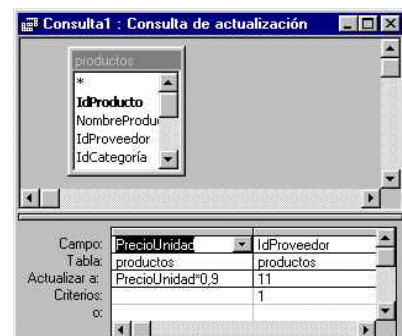 Consulta1 : Consulta de actualización
productos
*
IdProducto
NombreProdu
IdProveedor
IdCategoría
Campo: PrecioUnidad IdProveedor
Tabla: productos productos
Actualizar a: PrecioUnidad*0,9 11
Criterios: 1
o: